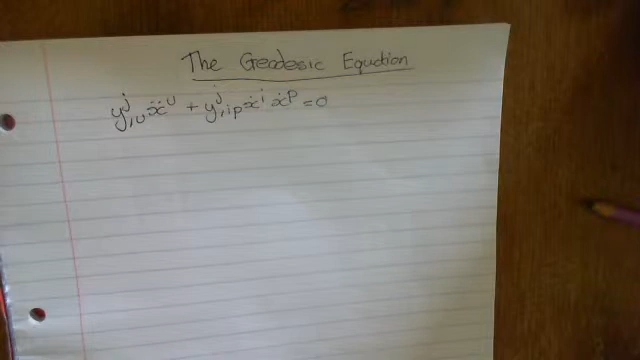 The Geodesic Equation
y^j_{,u} ẍ^u + y^j_{,ip} ẋ^i ẋ^p = 0